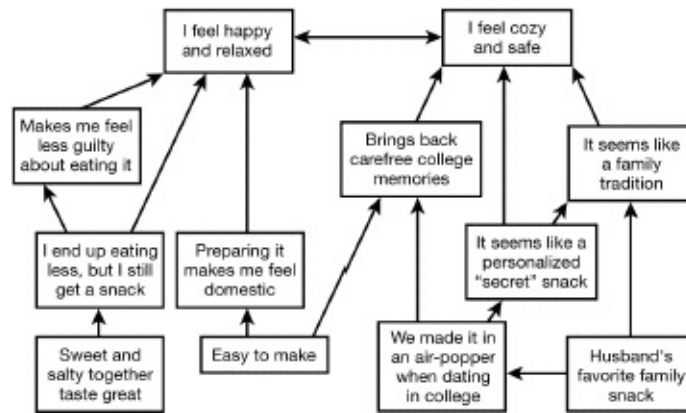 I feel happy
and relaxed
I feel cozy
and safe
Makes me feel
less guilty
about eating it
Brings back
carefree college
memories
It seems like
a family
tradition
I end up eating
less, but I still
get a snack
Preparing it
makes me feel
domestic
It seems like a
personalized
"secret" snack
Sweet and
salty together
taste great
Easy to make
We made it in
an air-popper
when dating
in college
Husband's
favorite family
snack